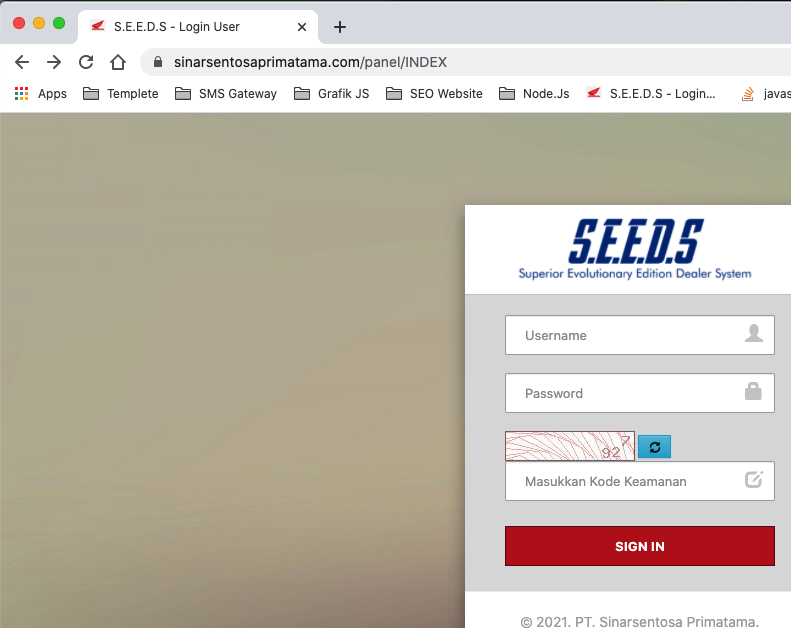 S.E.E.D.S - Login User
sinarsentosaprimatama.com/panel/INDEX
Apps Templete SMS Gateway Grafik JS SEO Website Node.Js S.E.E.D.S - Login... javas
S.E.E.D.S
Superior Evolutionary Edition Dealer System
Username
Password
927
Masukkan Kode Keamanan
SIGN IN
© 2021. PT. Sinarsentosa Primatama.